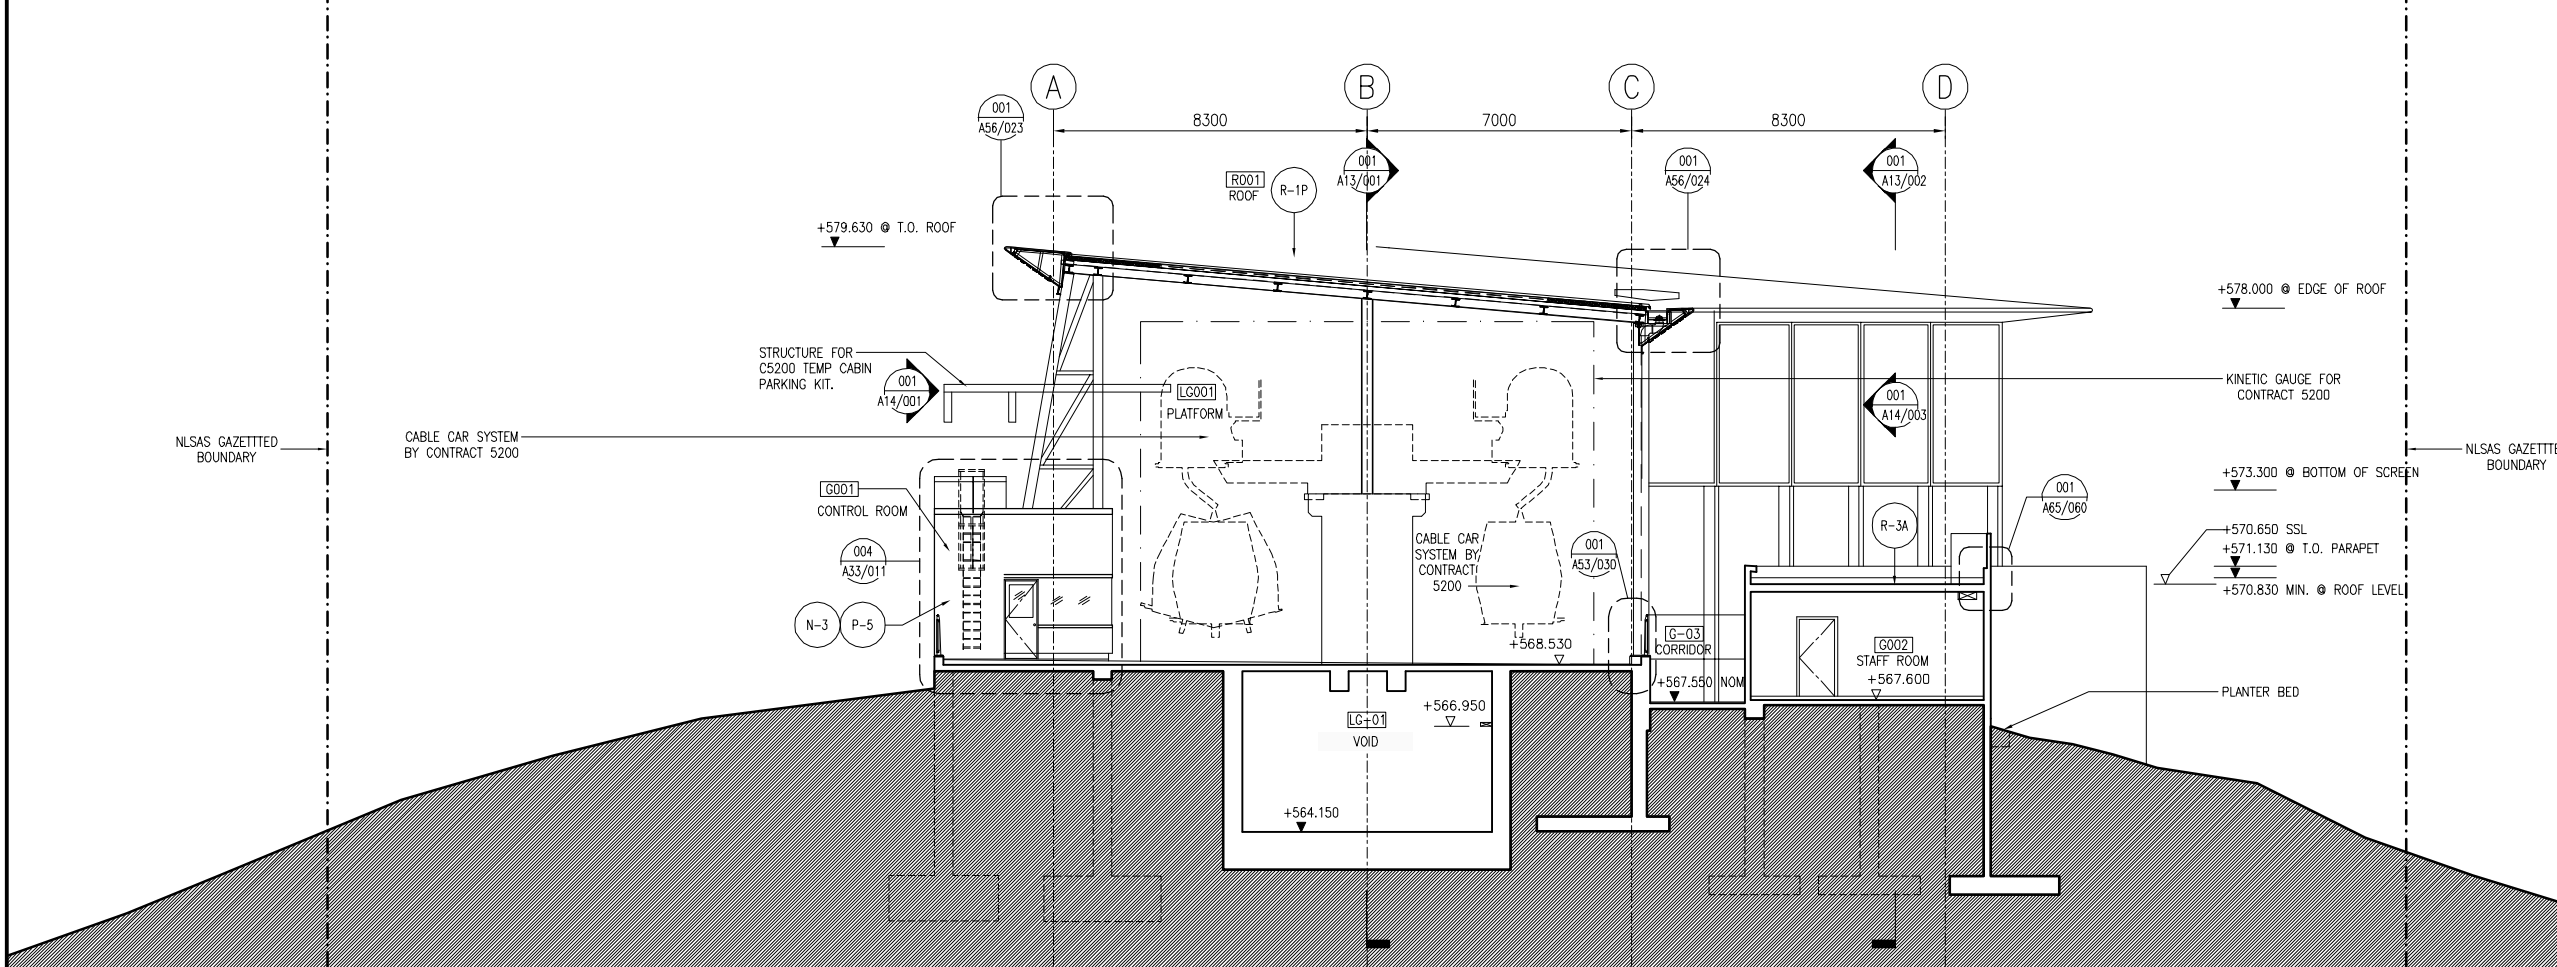 A
B
C
D
8300
7000
8300
001
A56/023
001
A13/001
001
A56/024
001
A13/002
R001
ROOF
R-1P
+579.630 @ T.O. ROOF
+578.000 @ EDGE OF ROOF
STRUCTURE FOR
C5200 TEMP CABIN
PARKING KIT.
001
A14/001
LG001
PLATFORM
KINETIC GAUGE FOR
CONTRACT 5200
001
A14/003
NLSAS GAZETTTED
BOUNDARY
CABLE CAR SYSTEM
BY CONTRACT 5200
NLSAS GAZETTTE
BOUNDARY
+573.300 @ BOTTOM OF SCREEN
G001
CONTROL ROOM
001
A65/060
R-3A
+570.650 SSL
+571.130 @ T.O. PARAPET
+570.830 MIN. @ ROOF LEVEL
004
A33/011
CABLE CAR
SYSTEM BY
CONTRACT
5200
001
A53/030
N-3
P-5
+568.530
G-03
CORRIDOR
G002
STAFF ROOM
+567.600
+567.550 NOM
PLANTER BED
LG-01
VOID
+566.950
+564.150